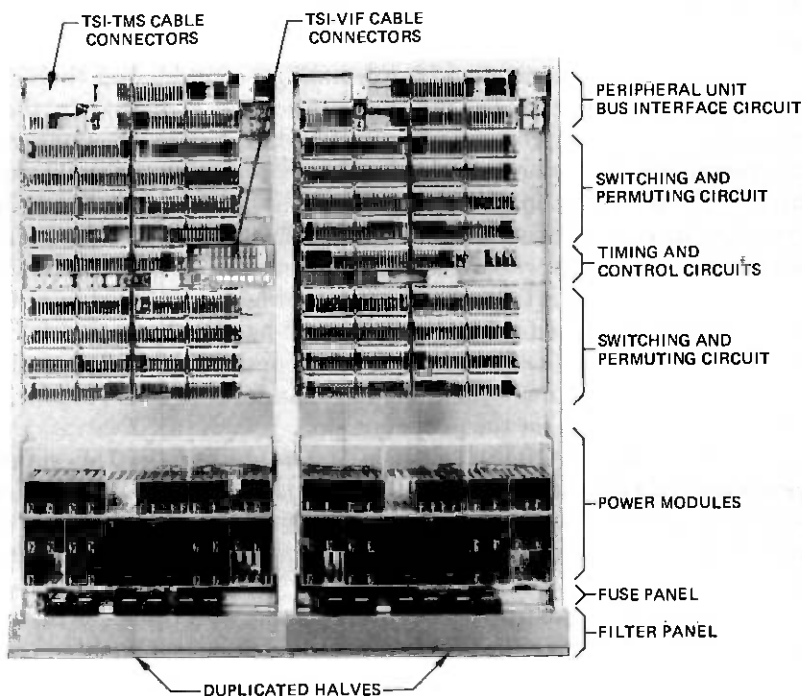 TSI-TMS CABLE
CONNECTORS
TSI-VIF CABLE
CONNECTORS
PERIPHERAL UNIT
BUS INTERFACE CIRCUIT
SWITCHING AND
PERMUTING CIRCUIT
TIMING AND
CONTROL CIRCUITS
SWITCHING AND
PERMUTING CIRCUIT
POWER MODULES
FUSE PANEL
FILTER PANEL
DUPLICATED HALVES